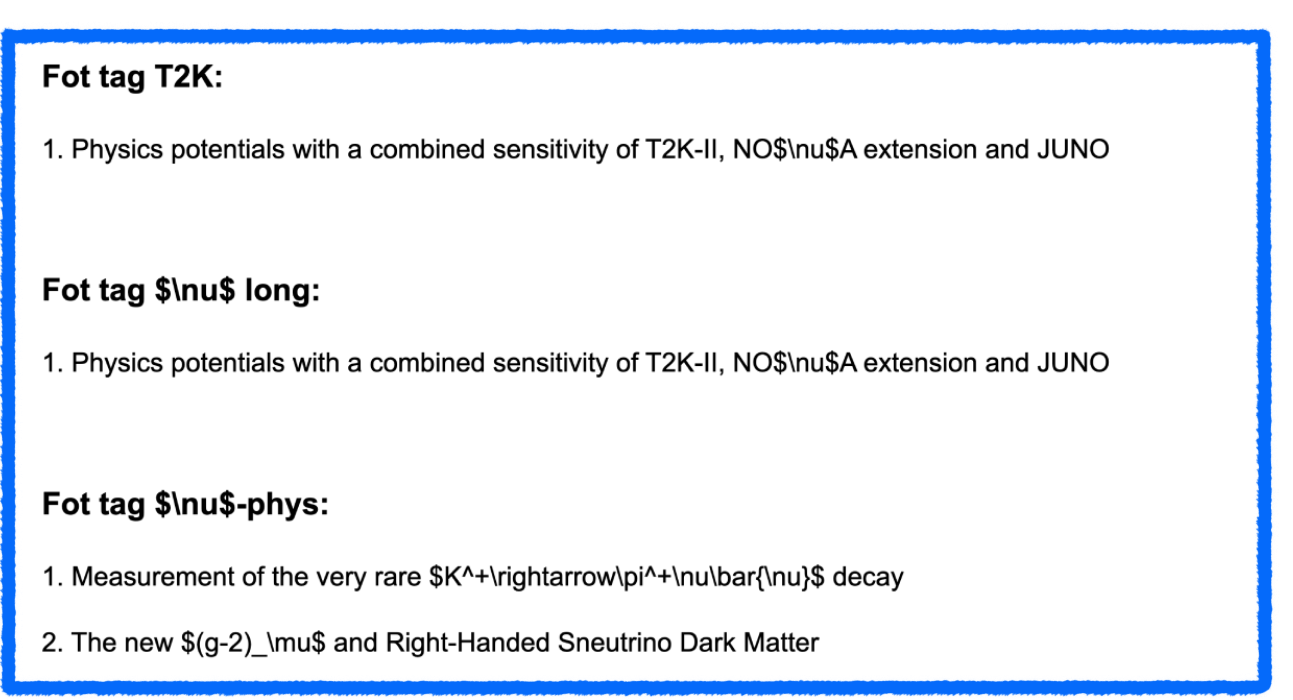 Fot tag T2K:
1. Physics potentials with a combined sensitivity of T2K-II, NO$\nu$A extension and JUNO
Fot tag $\nu$ long:
1. Physics potentials with a combined sensitivity of T2K-II, NO$\nu$A extension and JUNO
Fot tag $\nu$-phys:
1. Measurement of the very rare $K^+\rightarrow\pi^+\nu\bar{\nu}$ decay
2. The new $(g-2)_\mu$ and Right-Handed Sneutrino Dark Matter